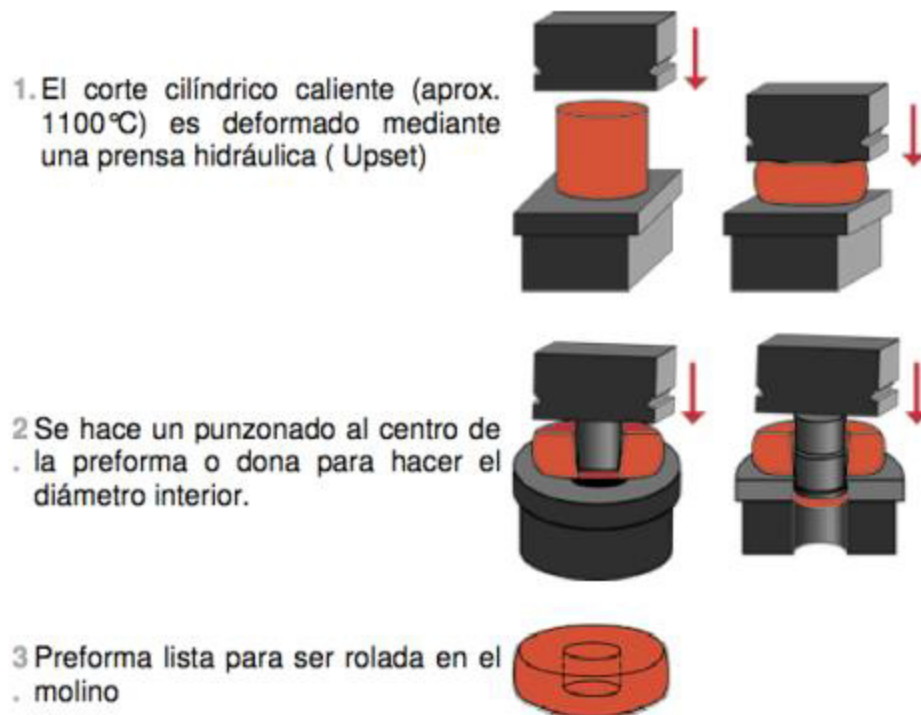 1. El corte cilíndrico caliente (aprox.
1100°C) es deformado mediante
una prensa hidráulica ( Upset)
2 Se hace un punzonado al centro de
. la preforma o dona para hacer el
diámetro interior.
3 Preforma lista para ser rolada en el
. molino